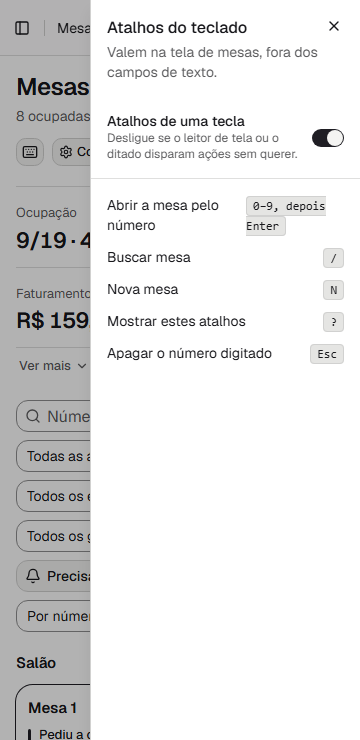 Mesa
Mesas
8 ocupadas
Ocupação
9/19 · 4
Faturamento
R$ 159
Ver mais
Todas as
Todos os
Todos os
Precisa
Por númer
Salão
Mesa 1
Pediu a
Atalhos do teclado
Valem na tela de mesas, fora dos
campos de texto.
Atalhos de uma tecla
Desligue se o leitor de tela ou o
ditado disparam ações sem querer.
Abrir a mesa pelo
número
0–9, depois
Enter
Buscar mesa
/
Nova mesa
N
Mostrar estes atalhos
?
Apagar o número digitado
Esc